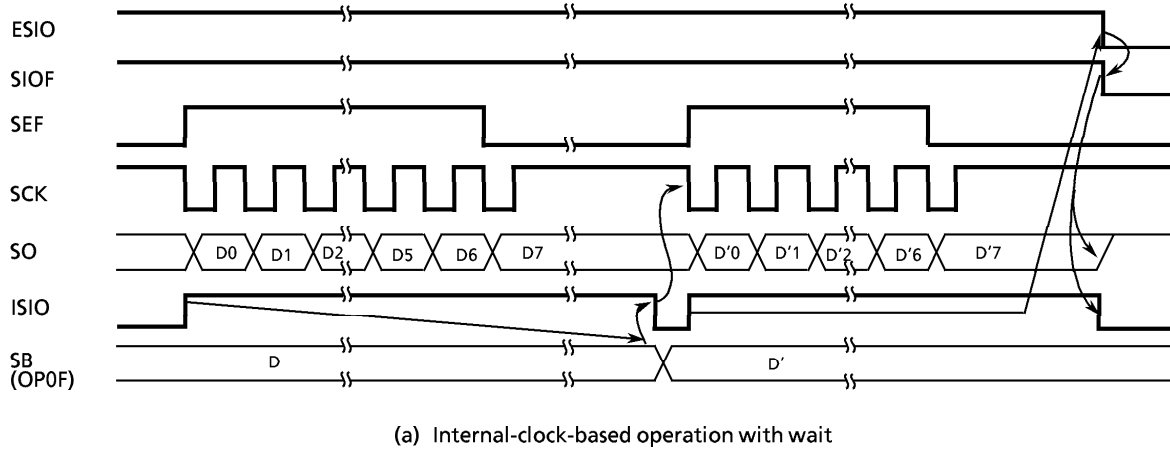 ESIO
SIOF
SEF
SCK
SO D0 D1 D2 D5 D6 D7 D'0 D'1 D'2 D'6 D'7
ISIO
SB D D'
(OP0F)
(a) Internal-clock-based operation with wait